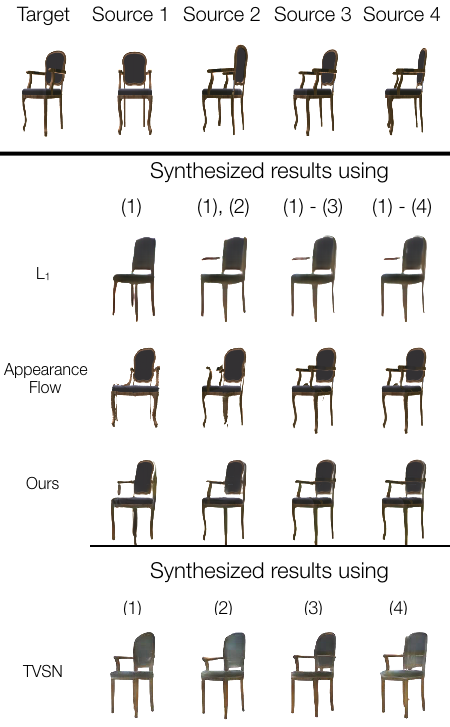 Target Source 1 Source 2 Source 3 Source 4
Synthesized results using
(1) (1), (2) (1) - (3) (1) - (4)
L₁
Appearance
Flow
Ours
Synthesized results using
(1) (2) (3) (4)
TVSN